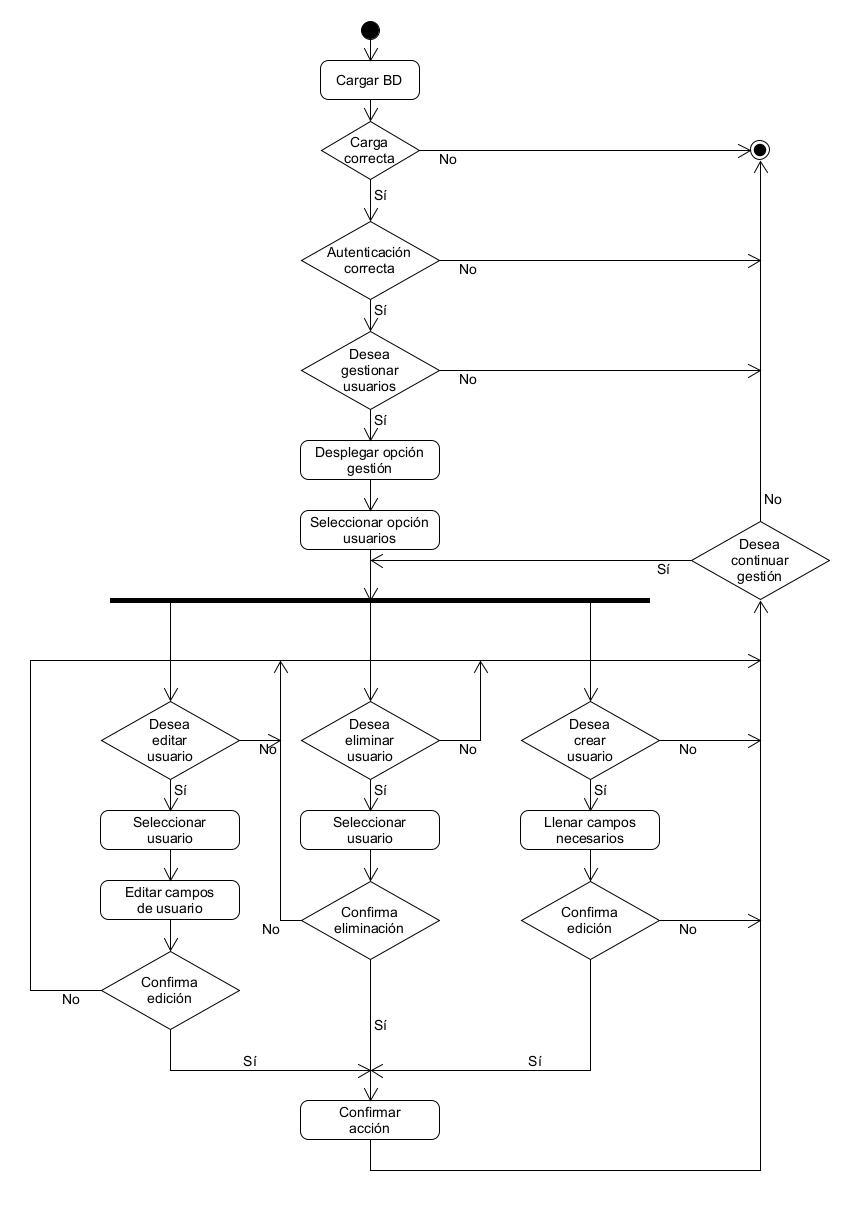 Cargar BD
Carga
correcta
No
Sí
Autenticación
correcta
No
Sí
Desea
gestionar
usuarios
No
Sí
Desplegar opción
gestión
Seleccionar opción
usuarios
No
Desea
continuar
gestión
Sí
Desea
editar
usuario
No
Desea
eliminar
usuario
No
Desea
crear
usuario
No
Sí
Sí
Sí
Seleccionar
usuario
Seleccionar
usuario
Llenar campos
necesarios
Editar campos
de usuario
Confirma
eliminación
No
Confirma
edición
No
Confirma
edición
No
Sí
Sí
Sí
Confirmar
acción